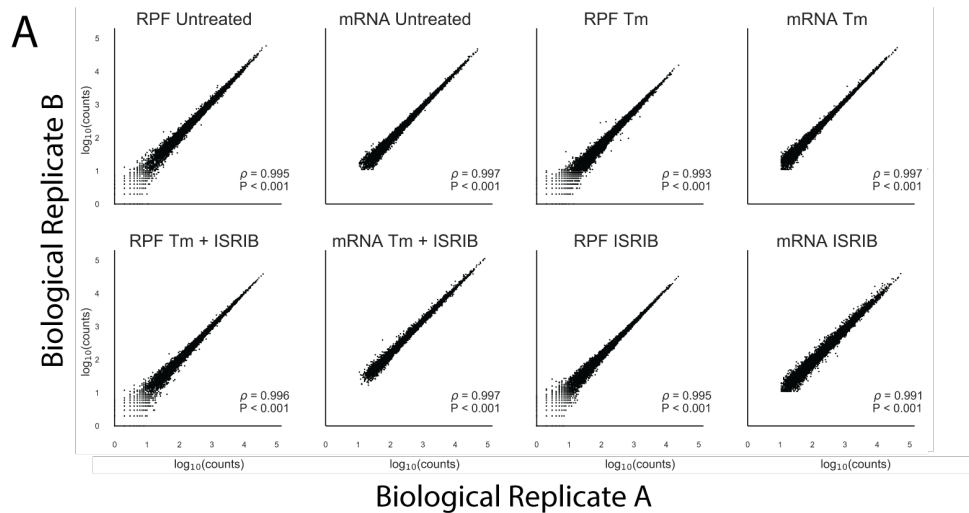 A
RPF Untreated
mRNA Untreated
RPF Tm
mRNA Tm
Biological Replicate B
log10(counts)
5
4
3
2
1
0
ρ = 0.995
P < 0.001
ρ = 0.997
P < 0.001
ρ = 0.993
P < 0.001
ρ = 0.997
P < 0.001
RPF Tm + ISRIB
mRNA Tm + ISRIB
RPF ISRIB
mRNA ISRIB
log10(counts)
5
4
3
2
1
0
ρ = 0.996
P < 0.001
ρ = 0.997
P < 0.001
ρ = 0.995
P < 0.001
ρ = 0.991
P < 0.001
0 1 2 3 4 5
0 1 2 3 4 5
0 1 2 3 4 5
0 1 2 3 4 5
log10(counts)
log10(counts)
log10(counts)
log10(counts)
Biological Replicate A